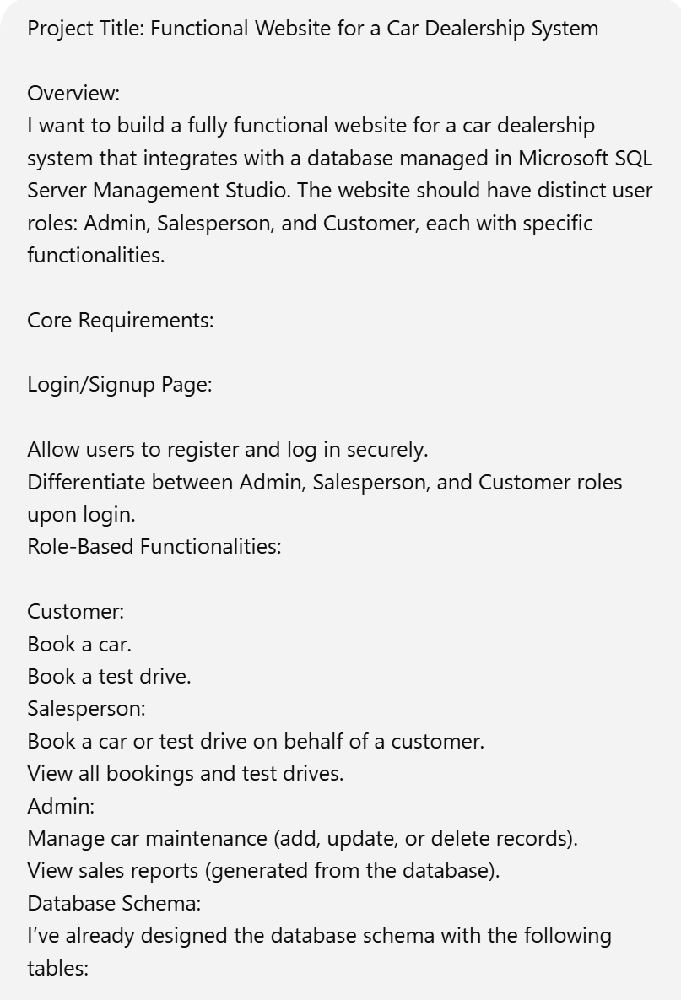 Project Title: Functional Website for a Car Dealership System
Overview:
I want to build a fully functional website for a car dealership
system that integrates with a database managed in Microsoft SQL
Server Management Studio. The website should have distinct user
roles: Admin, Salesperson, and Customer, each with specific
functionalities.
Core Requirements:
Login/Signup Page:
Allow users to register and log in securely.
Differentiate between Admin, Salesperson, and Customer roles
upon login.
Role-Based Functionalities:
Customer:
Book a car.
Book a test drive.
Salesperson:
Book a car or test drive on behalf of a customer.
View all bookings and test drives.
Admin:
Manage car maintenance (add, update, or delete records).
View sales reports (generated from the database).
Database Schema:
I’ve already designed the database schema with the following
tables: